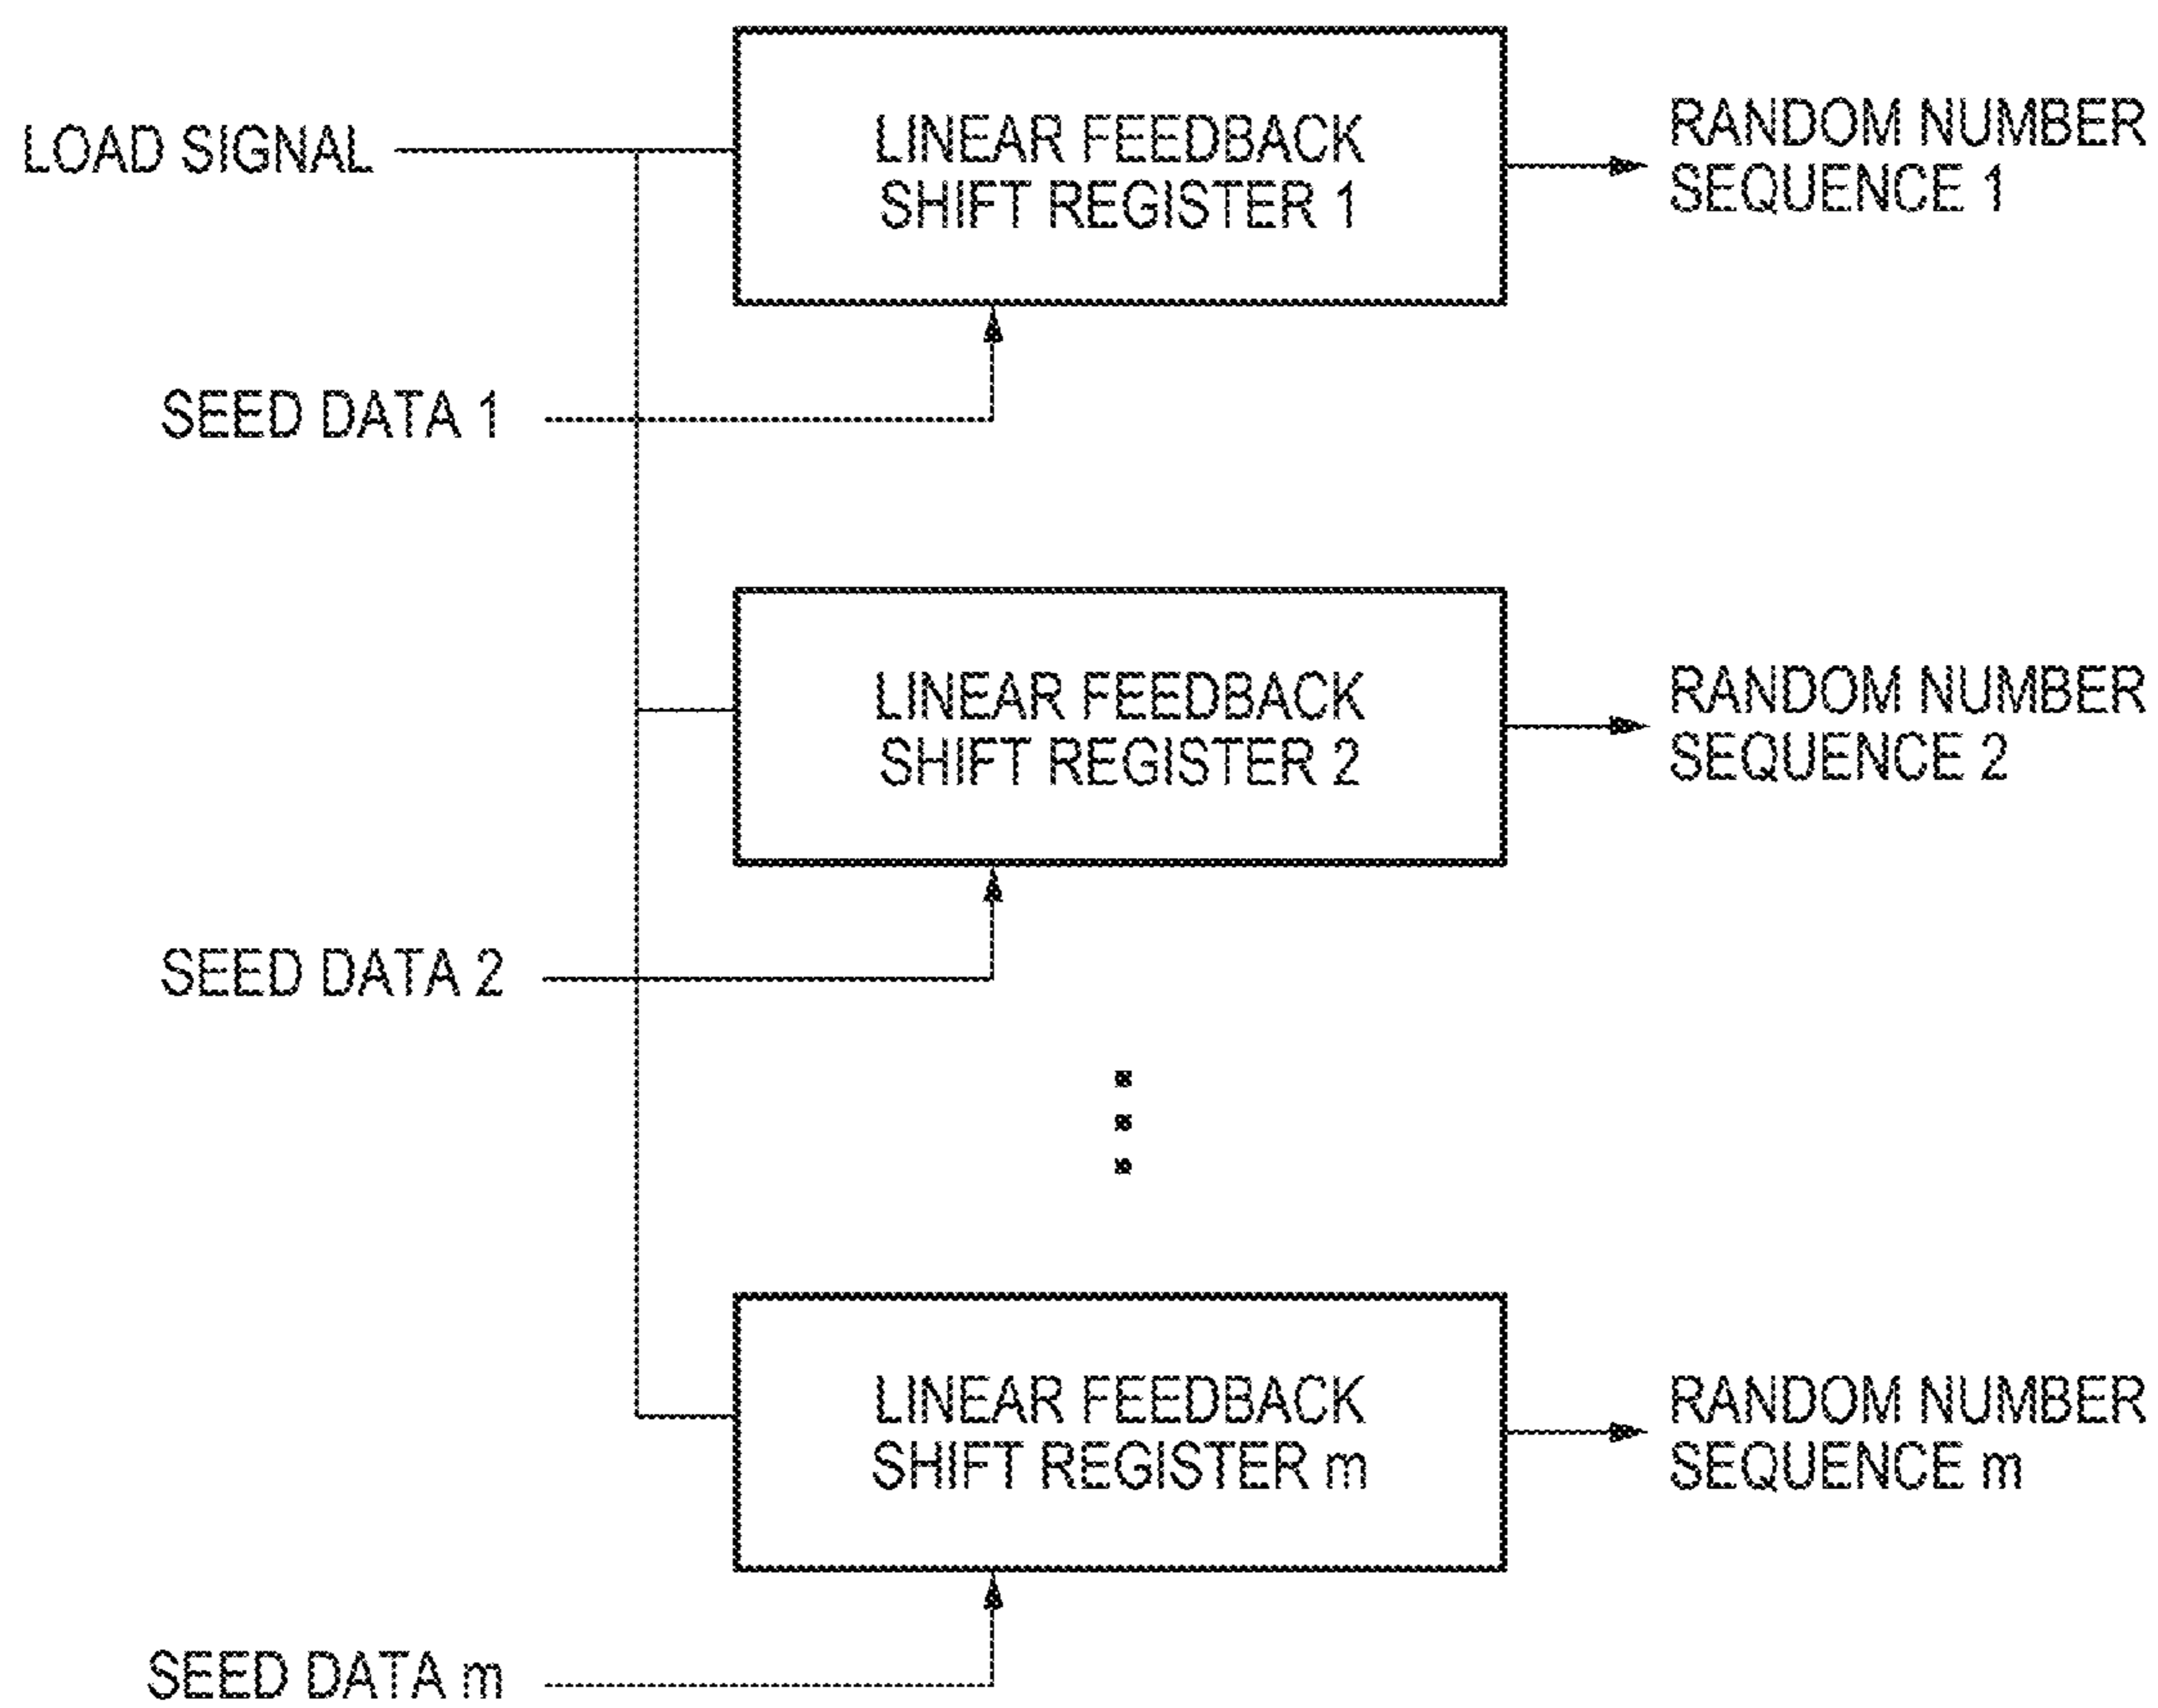 LOAD SIGNAL
LINEAR FEEDBACK
SHIFT REGISTER 1
RANDOM NUMBER
SEQUENCE 1
SEED DATA 1
LINEAR FEEDBACK
SHIFT REGISTER 2
RANDOM NUMBER
SEQUENCE 2
SEED DATA 2
LINEAR FEEDBACK
SHIFT REGISTER m
RANDOM NUMBER
SEQUENCE m
SEED DATA m